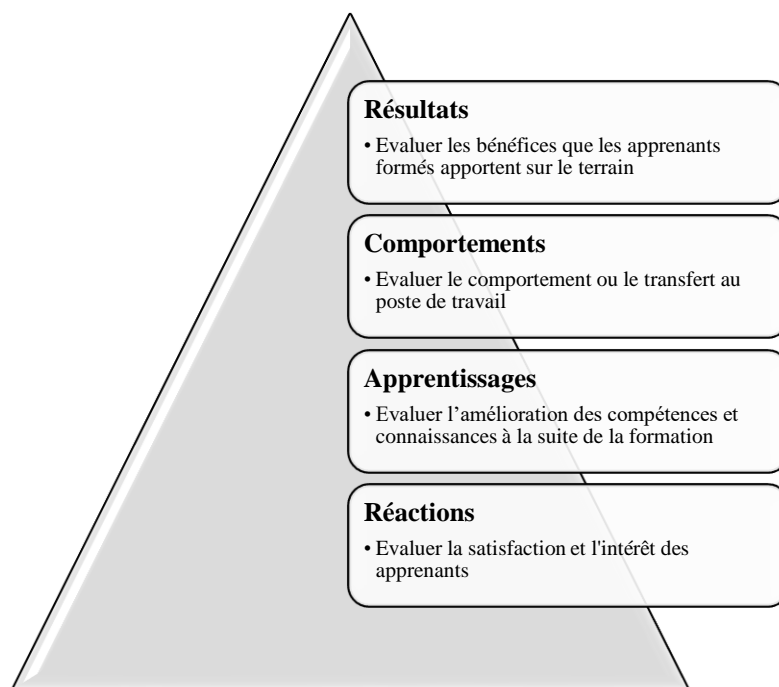 Résultats
• Evaluer les bénéfices que les apprenants
formés apportent sur le terrain
Comportements
• Evaluer le comportement ou le transfert au
poste de travail
Apprentissages
• Evaluer l’amélioration des compétences et
connaissances à la suite de la formation
Réactions
• Evaluer la satisfaction et l'intérêt des
apprenants